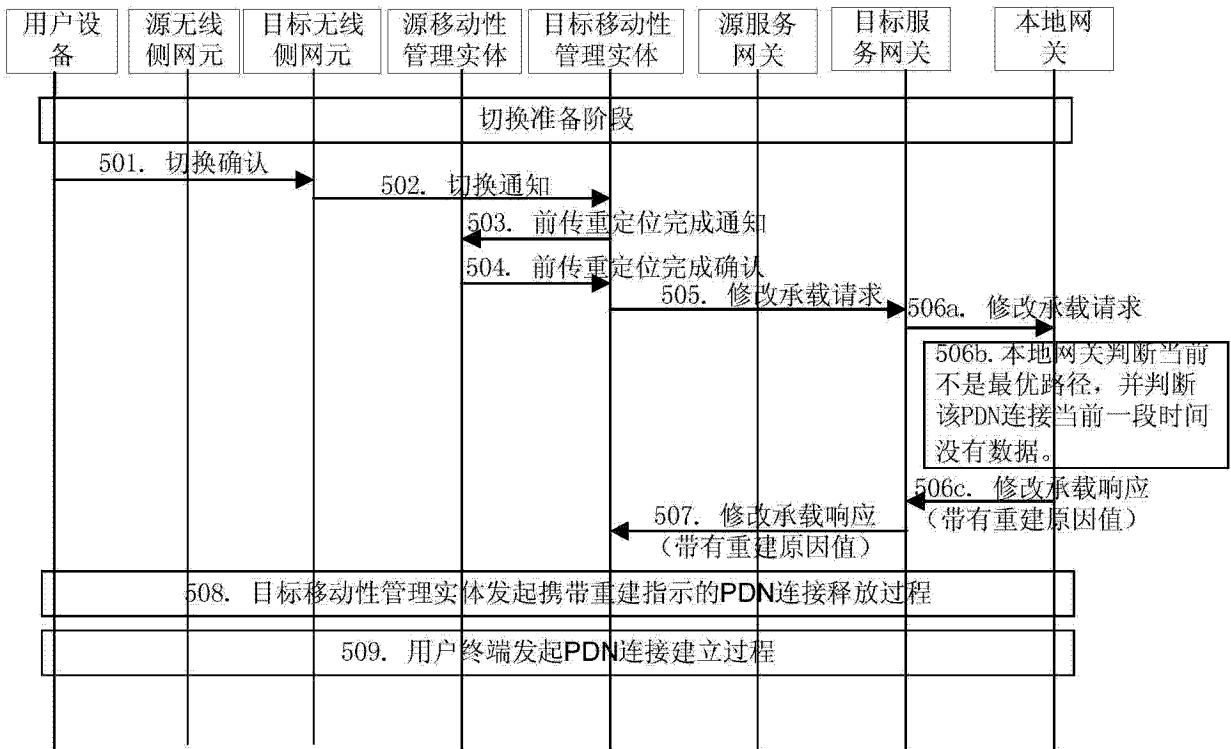 用户设
备
源无线
侧网元
目标无线
侧网元
源移动性
管理实体
目标移动性
管理实体
源服务
网关
目标服
务网关
本地网
关
切换准备阶段
501. 切换确认
502. 切换通知
503. 前传重定位完成通知
504. 前传重定位完成确认
505. 修改承载请求
506a. 修改承载请求
506b.本地网关判断当前
不是最优路径，并判断
该PDN连接当前一段时间
没有数据。
506c. 修改承载响应
（带有重建原因值）
507. 修改承载响应
（带有重建原因值）
508. 目标移动性管理实体发起携带重建指示的PDN连接释放过程
509. 用户终端发起PDN连接建立过程